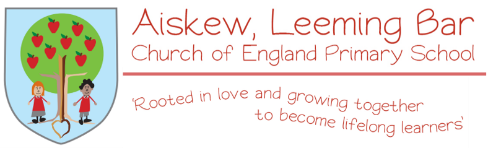 Aiskew, Leeming Bar
Church of England Primary School
'Rooted in love and growing together
to become lifelong learners'